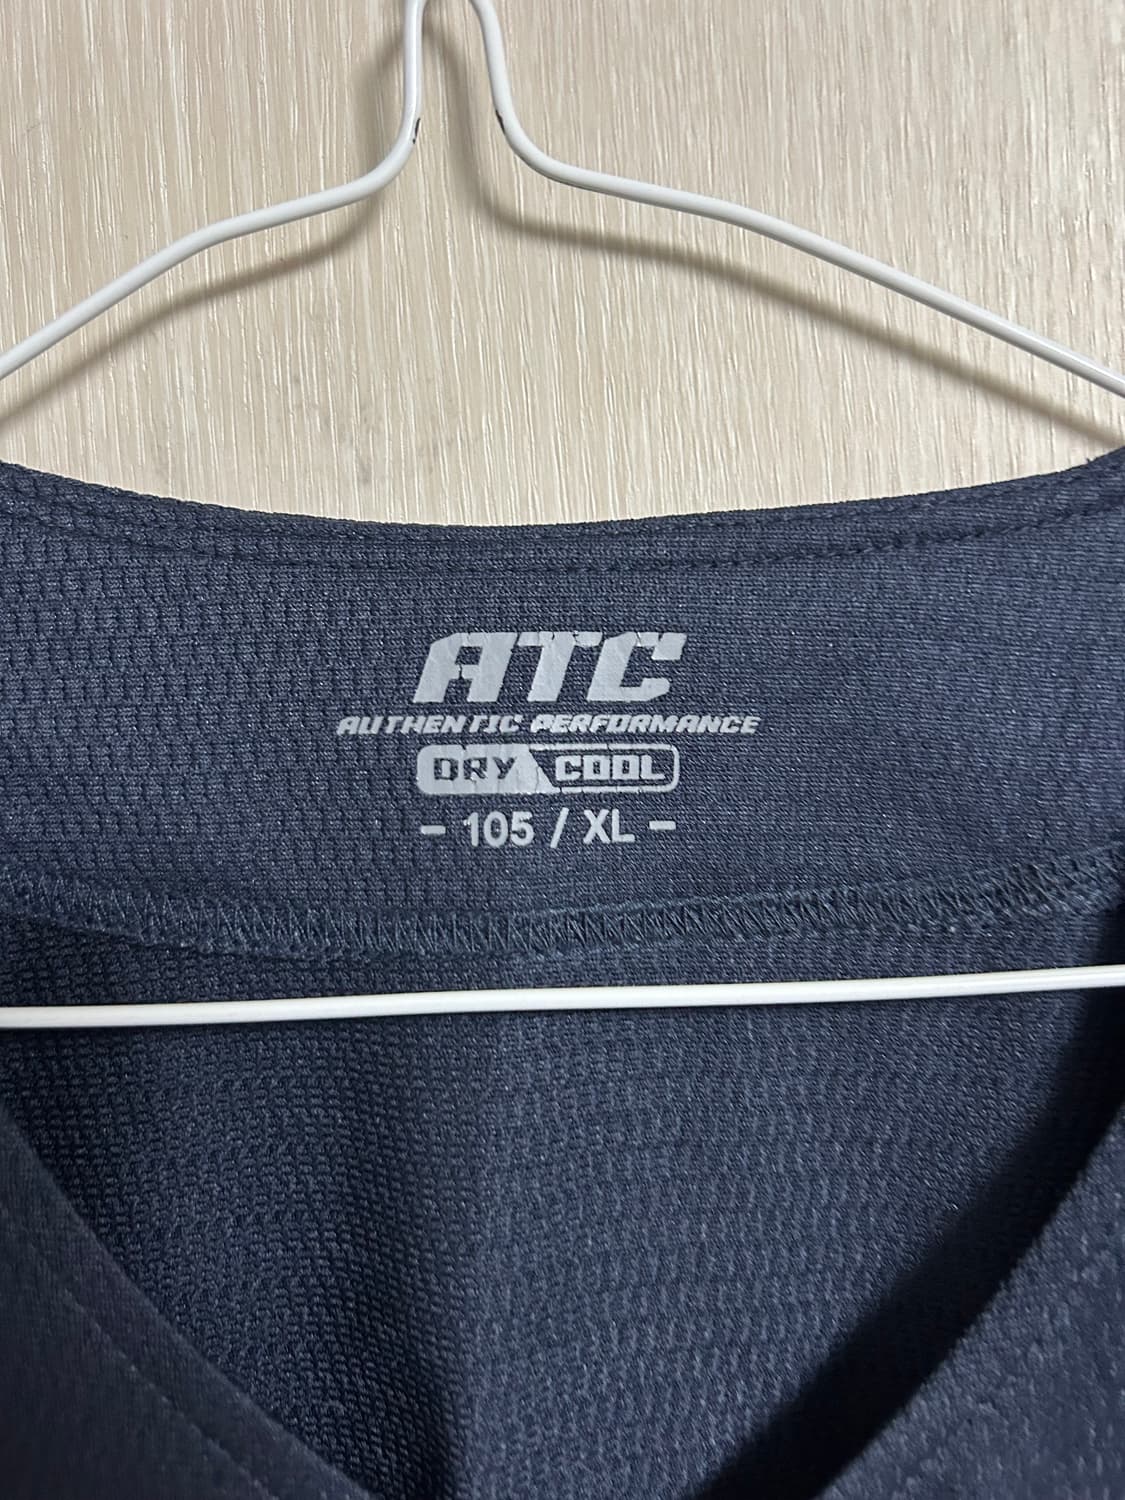 ATC
AUTHENTIC PERFORMANCE
DRY COOL
- 105 / XL -